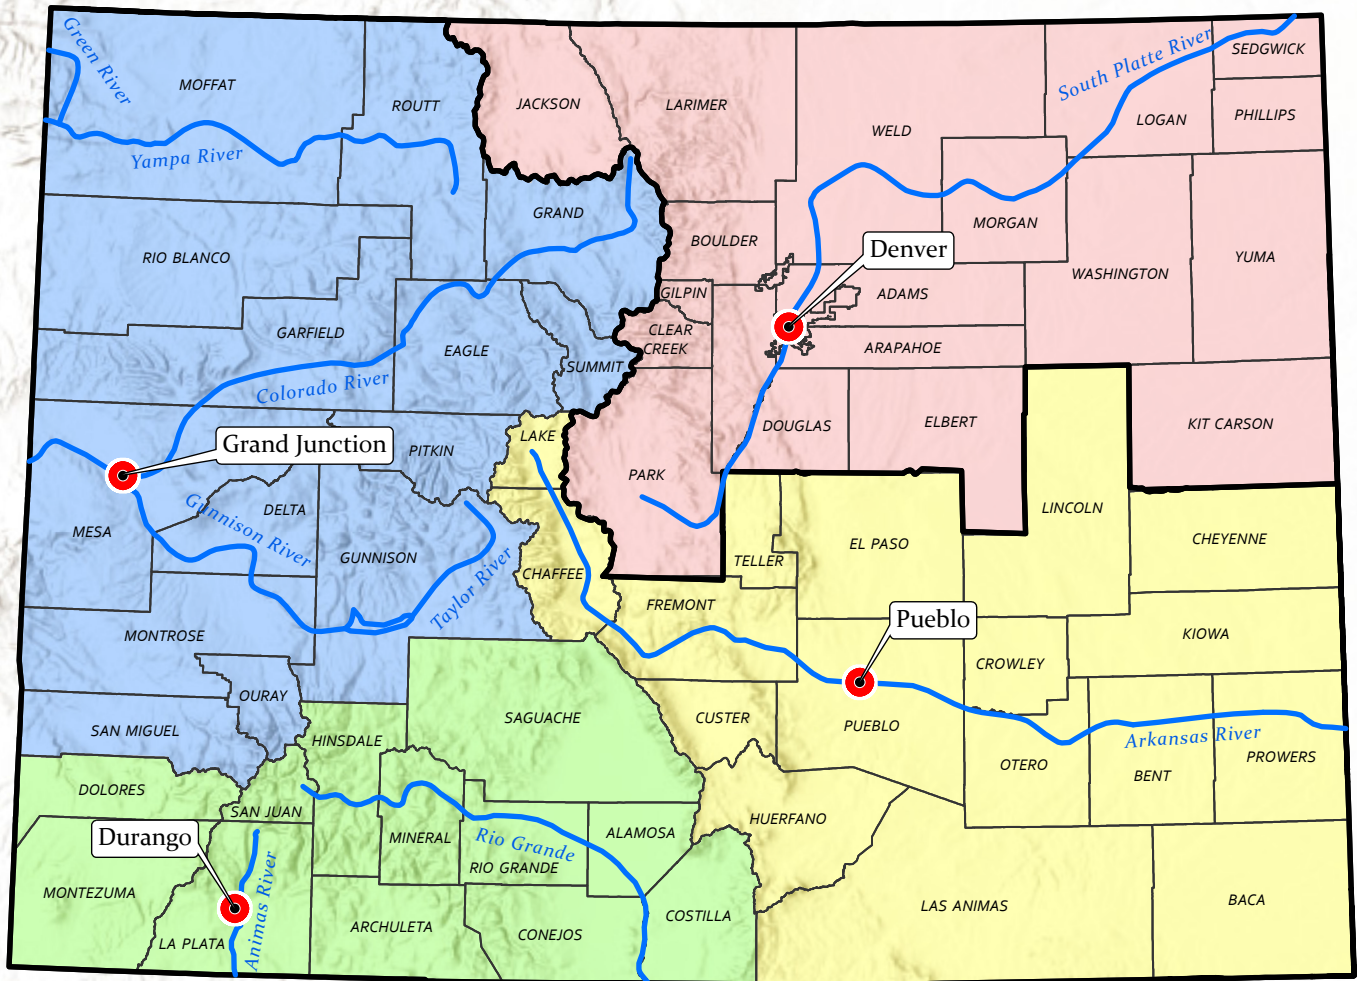 Green River
MOFFAT
ROUTT
JACKSON
LARIMER
WELD
South Platte River
SEDGWICK
LOGAN
PHILLIPS
Yampa River
GRAND
BOULDER
MORGAN
Denver
RIO BLANCO
WASHINGTON
YUMA
GILPIN
ADAMS
GARFIELD
CLEAR
CREEK
EAGLE
ARAPAHOE
SUMMIT
Colorado River
Grand Junction
PITKIN
LAKE
DOUGLAS
ELBERT
KIT CARSON
PARK
MESA
DELTA
Gunnison River
GUNNISON
LINCOLN
EL PASO
CHEYENNE
TELLER
CHAFFEE
Taylor River
FREMONT
Pueblo
MONTROSE
KIOWA
CROWLEY
OURAY
SAN MIGUEL
SAGUACHE
CUSTER
PUEBLO
HINSDALE
Arkansas River
OTERO
BENT
PROWERS
DOLORES
SAN JUAN
HUERFANO
Durango
MINERAL
Rio Grande
ALAMOSA
RIO GRANDE
MONTEZUMA
Animas River
LA PLATA
ARCHULETA
CONEJOS
COSTILLA
LAS ANIMAS
BACA